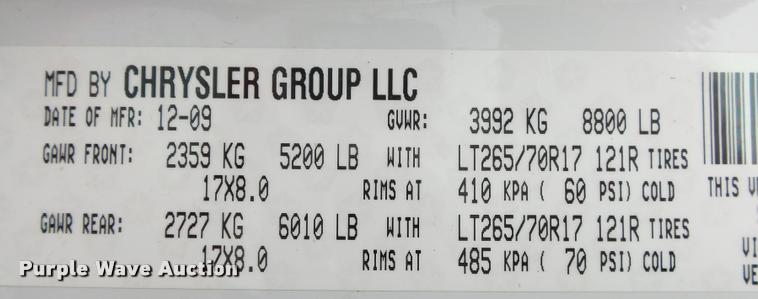 MFD BY CHRYSLER GROUP LLC
DATE OF MFR: 12-09 GVWR: 3992 KG 8800 LB
GAWR FRONT: 2359 KG 5200 LB WITH LT265/70R17 121R TIRES
17X8.0 RIMS AT 410 KPA ( 60 PSI) COLD THIS
GAWR REAR: 2727 KG 6010 LB WITH LT265/70R17 121R TIRES
17X8.0 RIMS AT 485 KPA ( 70 PSI) COLD
Purple Wave Auction